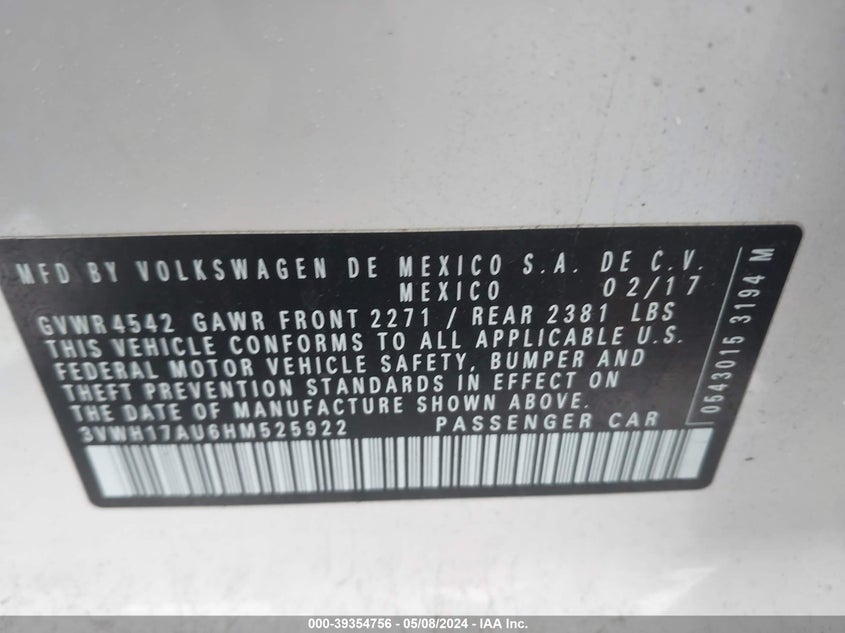 MFD BY VOLKSWAGEN DE MEXICO S.A. DE C.V.
MEXICO 02/17
GVWR4542 GAWR FRONT 2271 / REAR 2381 LBS
THIS VEHICLE CONFORMS TO ALL APPLICABLE U.S.
FEDERAL MOTOR VEHICLE SAFETY, BUMPER AND
THEFT PREVENTION STANDARDS IN EFFECT ON
THE DATE OF MANUFACTURE SHOWN ABOVE.
3VWH17AU6HM525922 PASSENGER CAR
0543015 3194 M
000-39354756 - 05/08/2024 - IAA Inc.